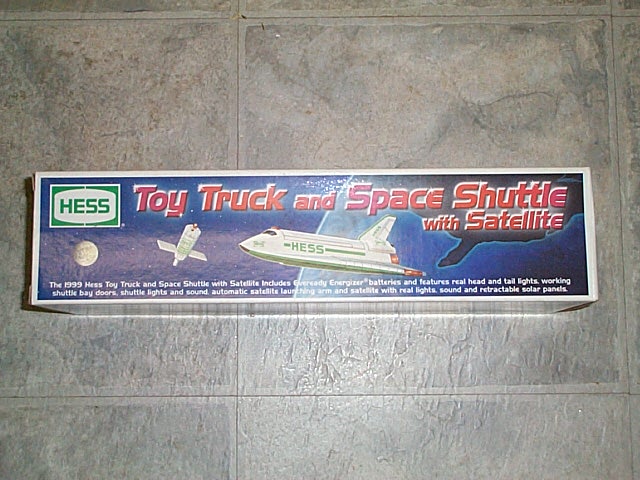 HESS
Toy Truck and Space Shuttle
with Satellite
HESS
The 1999 Hess Toy Truck and Space Shuttle with Satellite Includes Eveready Energizer® batteries and features real head and tail lights, working
shuttle bay doors, shuttle lights and sound, automatic satellite launching arm and satellite with real lights, sound and retractable solar panels.